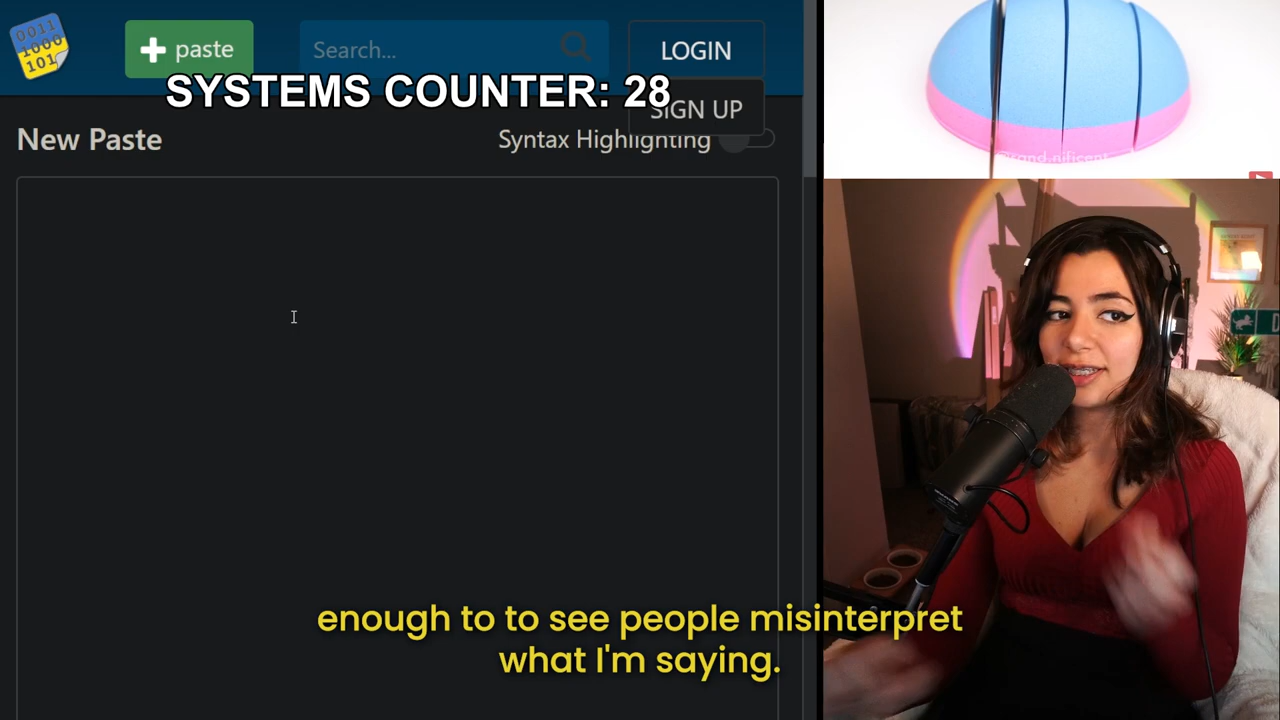 0011
1000
101
paste
Search...
LOGIN
SYSTEMS COUNTER: 28
SIGN UP
New Paste
Syntax Highlighting
enough to to see people misinterpret
what I'm saying.